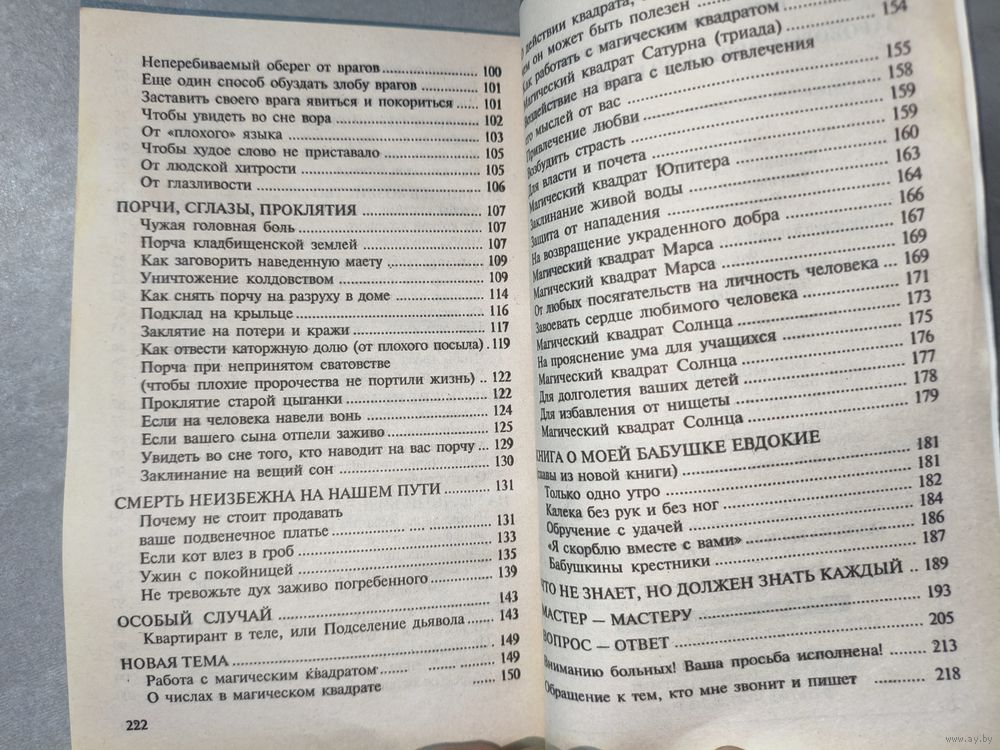 Неперебиваемый оберег от врагов ........ 100
Еще один способ обуздать злобу врагов ........ 101
Заставить своего врага явиться и покориться ..... 101
Чтобы увидеть во сне вора ........ 102
От «плохого» языка ........ 103
Чтобы худое слово не приставало ........ 105
От людской хитрости ........ 105
От глазливости ........ 106
ПОРЧИ, СГЛАЗЫ, ПРОКЛЯТИЯ ........ 107
Чужая головная боль ........ 107
Порча кладбищенской землей ........ 107
Как заговорить наведенную маету ........ 109
Уничтожение колдовством ........ 109
Как снять порчу на разруху в доме ........ 114
Подклад на крыльце ........ 116
Заклятие на потери и кражи ........ 117
Как отвести каторжную долю (от плохого посыла) . 119
Порча при непринятом сватовстве
(чтобы плохие пророчества не портили жизнь) .. 122
Проклятие старой цыганки ........ 122
Если на человека навели вонь ........ 124
Если вашего сына отпели заживо ........ 125
Увидеть во сне того, кто наводит на вас порчу .. 129
Заклинание на вещий сон ........ 130
СМЕРТЬ НЕИЗБЕЖНА НА НАШЕМ ПУТИ ........ 131
Почему не стоит продавать
ваше подвенечное платье ........ 131
Если кот влез в гроб ........ 133
Ужин с покойницей ........ 135
Не тревожьте дух заживо погребенного ........ 139
ОСОБЫЙ СЛУЧАЙ ........ 143
Квартирант в теле, или Подселение дьявола ..... 143
НОВАЯ ТЕМА ........ 149
Работа с магическим квадратом ........ 149
О числах в магическом квадрате ...... 150
222
действии квадрата,
он может быть полезен
Как работать с магическим квадратом ........ 154
Магический квадрат Сатурна (триада)
Воздействие на врага с целью отвлечения
его мыслей от вас ........ 155
Привлечение любви ........ 158
Возбудить страсть ........ 159
Для власти и почета ........ 159
Магический квадрат Юпитера ........ 160
Заклинание живой воды ........ 163
Защита от нападения ........ 164
На возвращение украденного добра ........ 166
Магический квадрат Марса ........ 167
Магический квадрат Марса ........ 169
От любых посягательств на личность человека ... 169
Завоевать сердце любимого человека ........ 171
Магический квадрат Солнца ........ 173
На прояснение ума для учащихся ........ 175
Магический квадрат Солнца ........ 176
Для долголетия ваших детей ........ 177
Для избавления от нищеты ........ 178
Магический квадрат Солнца ........ 179
КНИГА О МОЕЙ БАБУШКЕ ЕВДОКИЕ
(главы из новой книги) ........ 181
Только одно утро ........ 181
Калека без рук и без ног ........ 182
Обручение с удачей ........ 184
«Я скорблю вместе с вами» ........ 186
Бабушкины крестники ........ 187
ЧТО НЕ ЗНАЕТ, НО ДОЛЖЕН ЗНАТЬ КАЖДЫЙ .. 189
МАСТЕР — МАСТЕРУ ........ 193
ВОПРОС — ОТВЕТ ........ 205
Вниманию больных! Ваша просьба исполнена! ...... 213
Обращение к тем, кто мне звонит и пишет ...... 218
www.ay.by